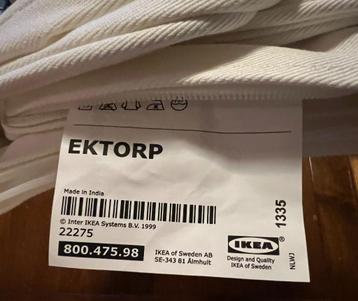 EKTORP
Made in India
© Inter IKEA Systems B.V. 1999
22275
800.475.98
IKEA of Sweden AB
SE-343 81 Älmhult
IKEA
Design and Quality
IKEA of Sweden
1335
NLWJ